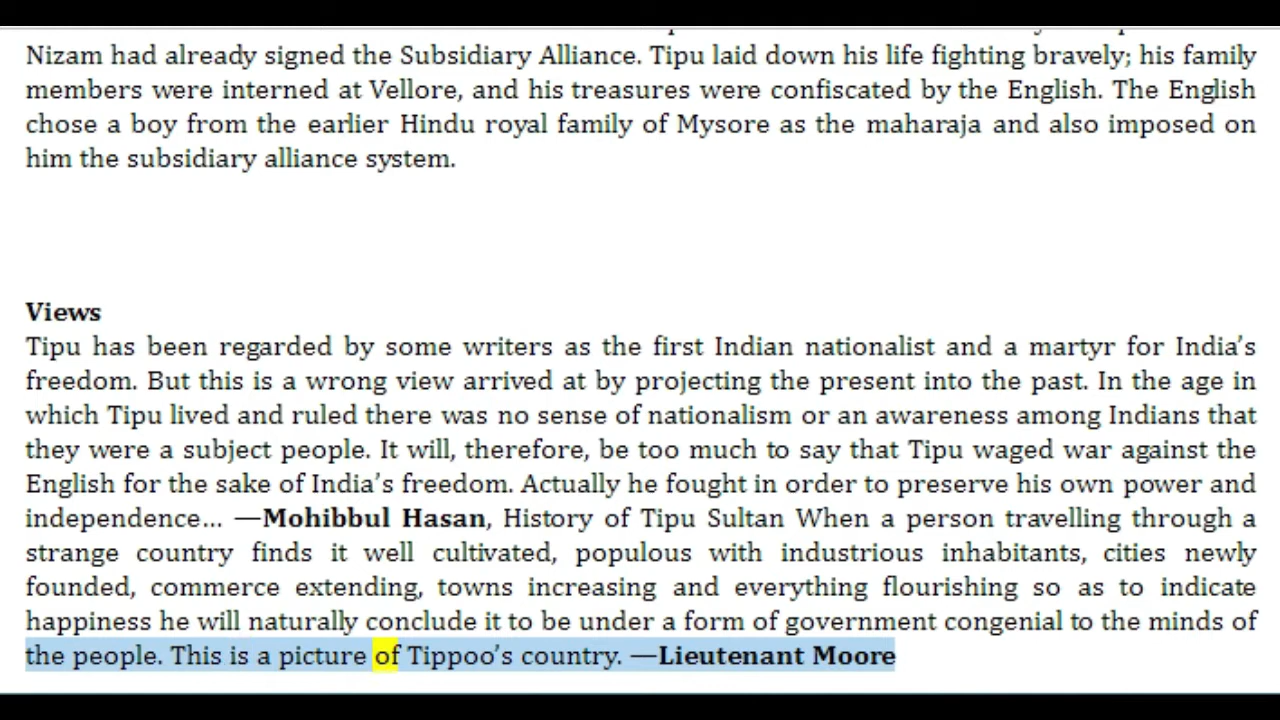 Nizam had already signed the Subsidiary Alliance. Tipu laid down his life fighting bravely; his family
members were interned at Vellore, and his treasures were confiscated by the English. The English
chose a boy from the earlier Hindu royal family of Mysore as the maharaja and also imposed on
him the subsidiary alliance system.
Views
Tipu has been regarded by some writers as the first Indian nationalist and a martyr for India’s
freedom. But this is a wrong view arrived at by projecting the present into the past. In the age in
which Tipu lived and ruled there was no sense of nationalism or an awareness among Indians that
they were a subject people. It will, therefore, be too much to say that Tipu waged war against the
English for the sake of India’s freedom. Actually he fought in order to preserve his own power and
independence… —Mohibbul Hasan, History of Tipu Sultan When a person travelling through a
strange country finds it well cultivated, populous with industrious inhabitants, cities newly
founded, commerce extending, towns increasing and everything flourishing so as to indicate
happiness he will naturally conclude it to be under a form of government congenial to the minds of
the people. This is a picture of Tippoo’s country. —Lieutenant Moore